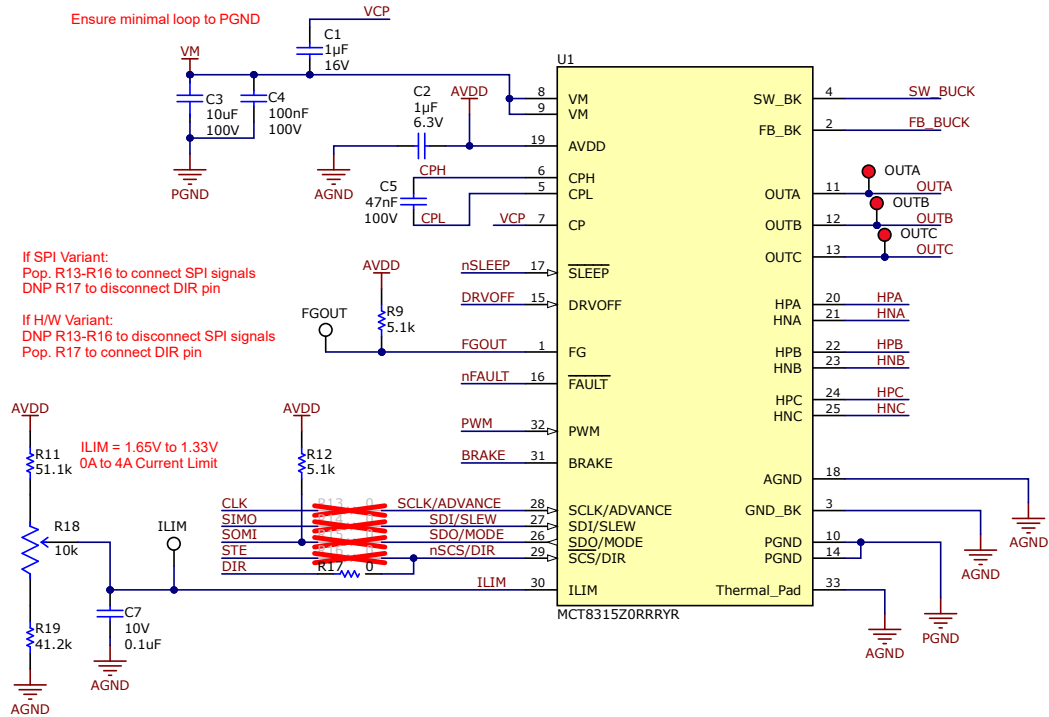 Ensure minimal loop to PGND
VCP
C1
1µF
16V
VM
C3
10uF
100V
C4
100nF
100V
PGND
C2
1µF
6.3V
AVDD
AGND
CPH
C5
47nF
100V
CPL
VCP
If SPI Variant:
Pop. R13-R16 to connect SPI signals
DNP R17 to disconnect DIR pin
If H/W Variant:
DNP R13-R16 to disconnect SPI signals
Pop. R17 to connect DIR pin
AVDD
R9
5.1k
FGOUT
nSLEEP
DRVOFF
FGOUT
nFAULT
PWM
BRAKE
AVDD
R11
51.1k
ILIM = 1.65V to 1.33V
0A to 4A Current Limit
AVDD
R12
5.1k
R18
10k
ILIM
R19
41.2k
AGND
C7
10V
0.1uF
AGND
CLK R13 0 SCLK/ADVANCE
SIMO SDI/SLEW
SOMI SDO/MODE
STE nSCS/DIR
DIR R17 0
ILIM
U1
8 VM
9 VM
19 AVDD
6 CPH
5 CPL
7 CP
17 SLEEP
15 DRVOFF
1 FG
16 FAULT
32 PWM
31 BRAKE
28 SCLK/ADVANCE
27 SDI/SLEW
26 SDO/MODE
29 SCS/DIR
30 ILIM
MCT8315Z0RRRYR
SW_BK 4 SW_BUCK
FB_BK 2 FB_BUCK
OUTA
OUTA 11 OUTA
OUTB
OUTB 12 OUTB
OUTC
OUTC 13 OUTC
HPA 20 HPA
HNA 21 HNA
HPB 22 HPB
HNB 23 HNB
HPC 24 HPC
HNC 25 HNC
AGND 18
GND_BK 3
PGND 10
PGND 14
Thermal_Pad 33
AGND
AGND
PGND
AGND